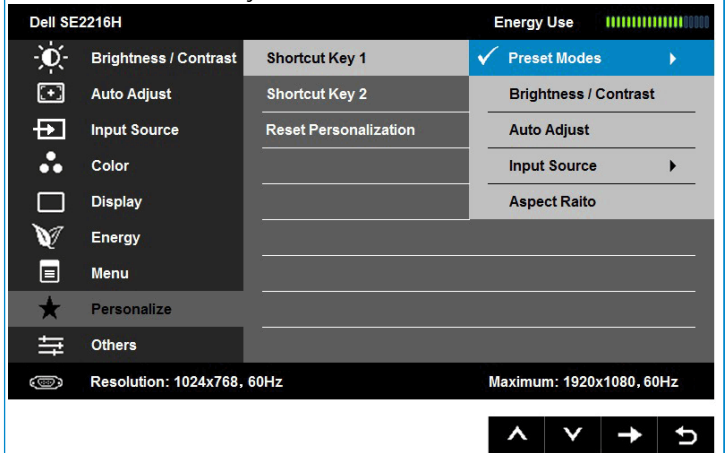 Dell SE2216H Energy Use
Brightness / Contrast Shortcut Key 1 Preset Modes
Auto Adjust Shortcut Key 2 Brightness / Contrast
Input Source Reset Personalization Auto Adjust
Color Input Source
Display Aspect Raito
Energy
Menu
Personalize
Others
Resolution: 1024x768, 60Hz Maximum: 1920x1080, 60Hz